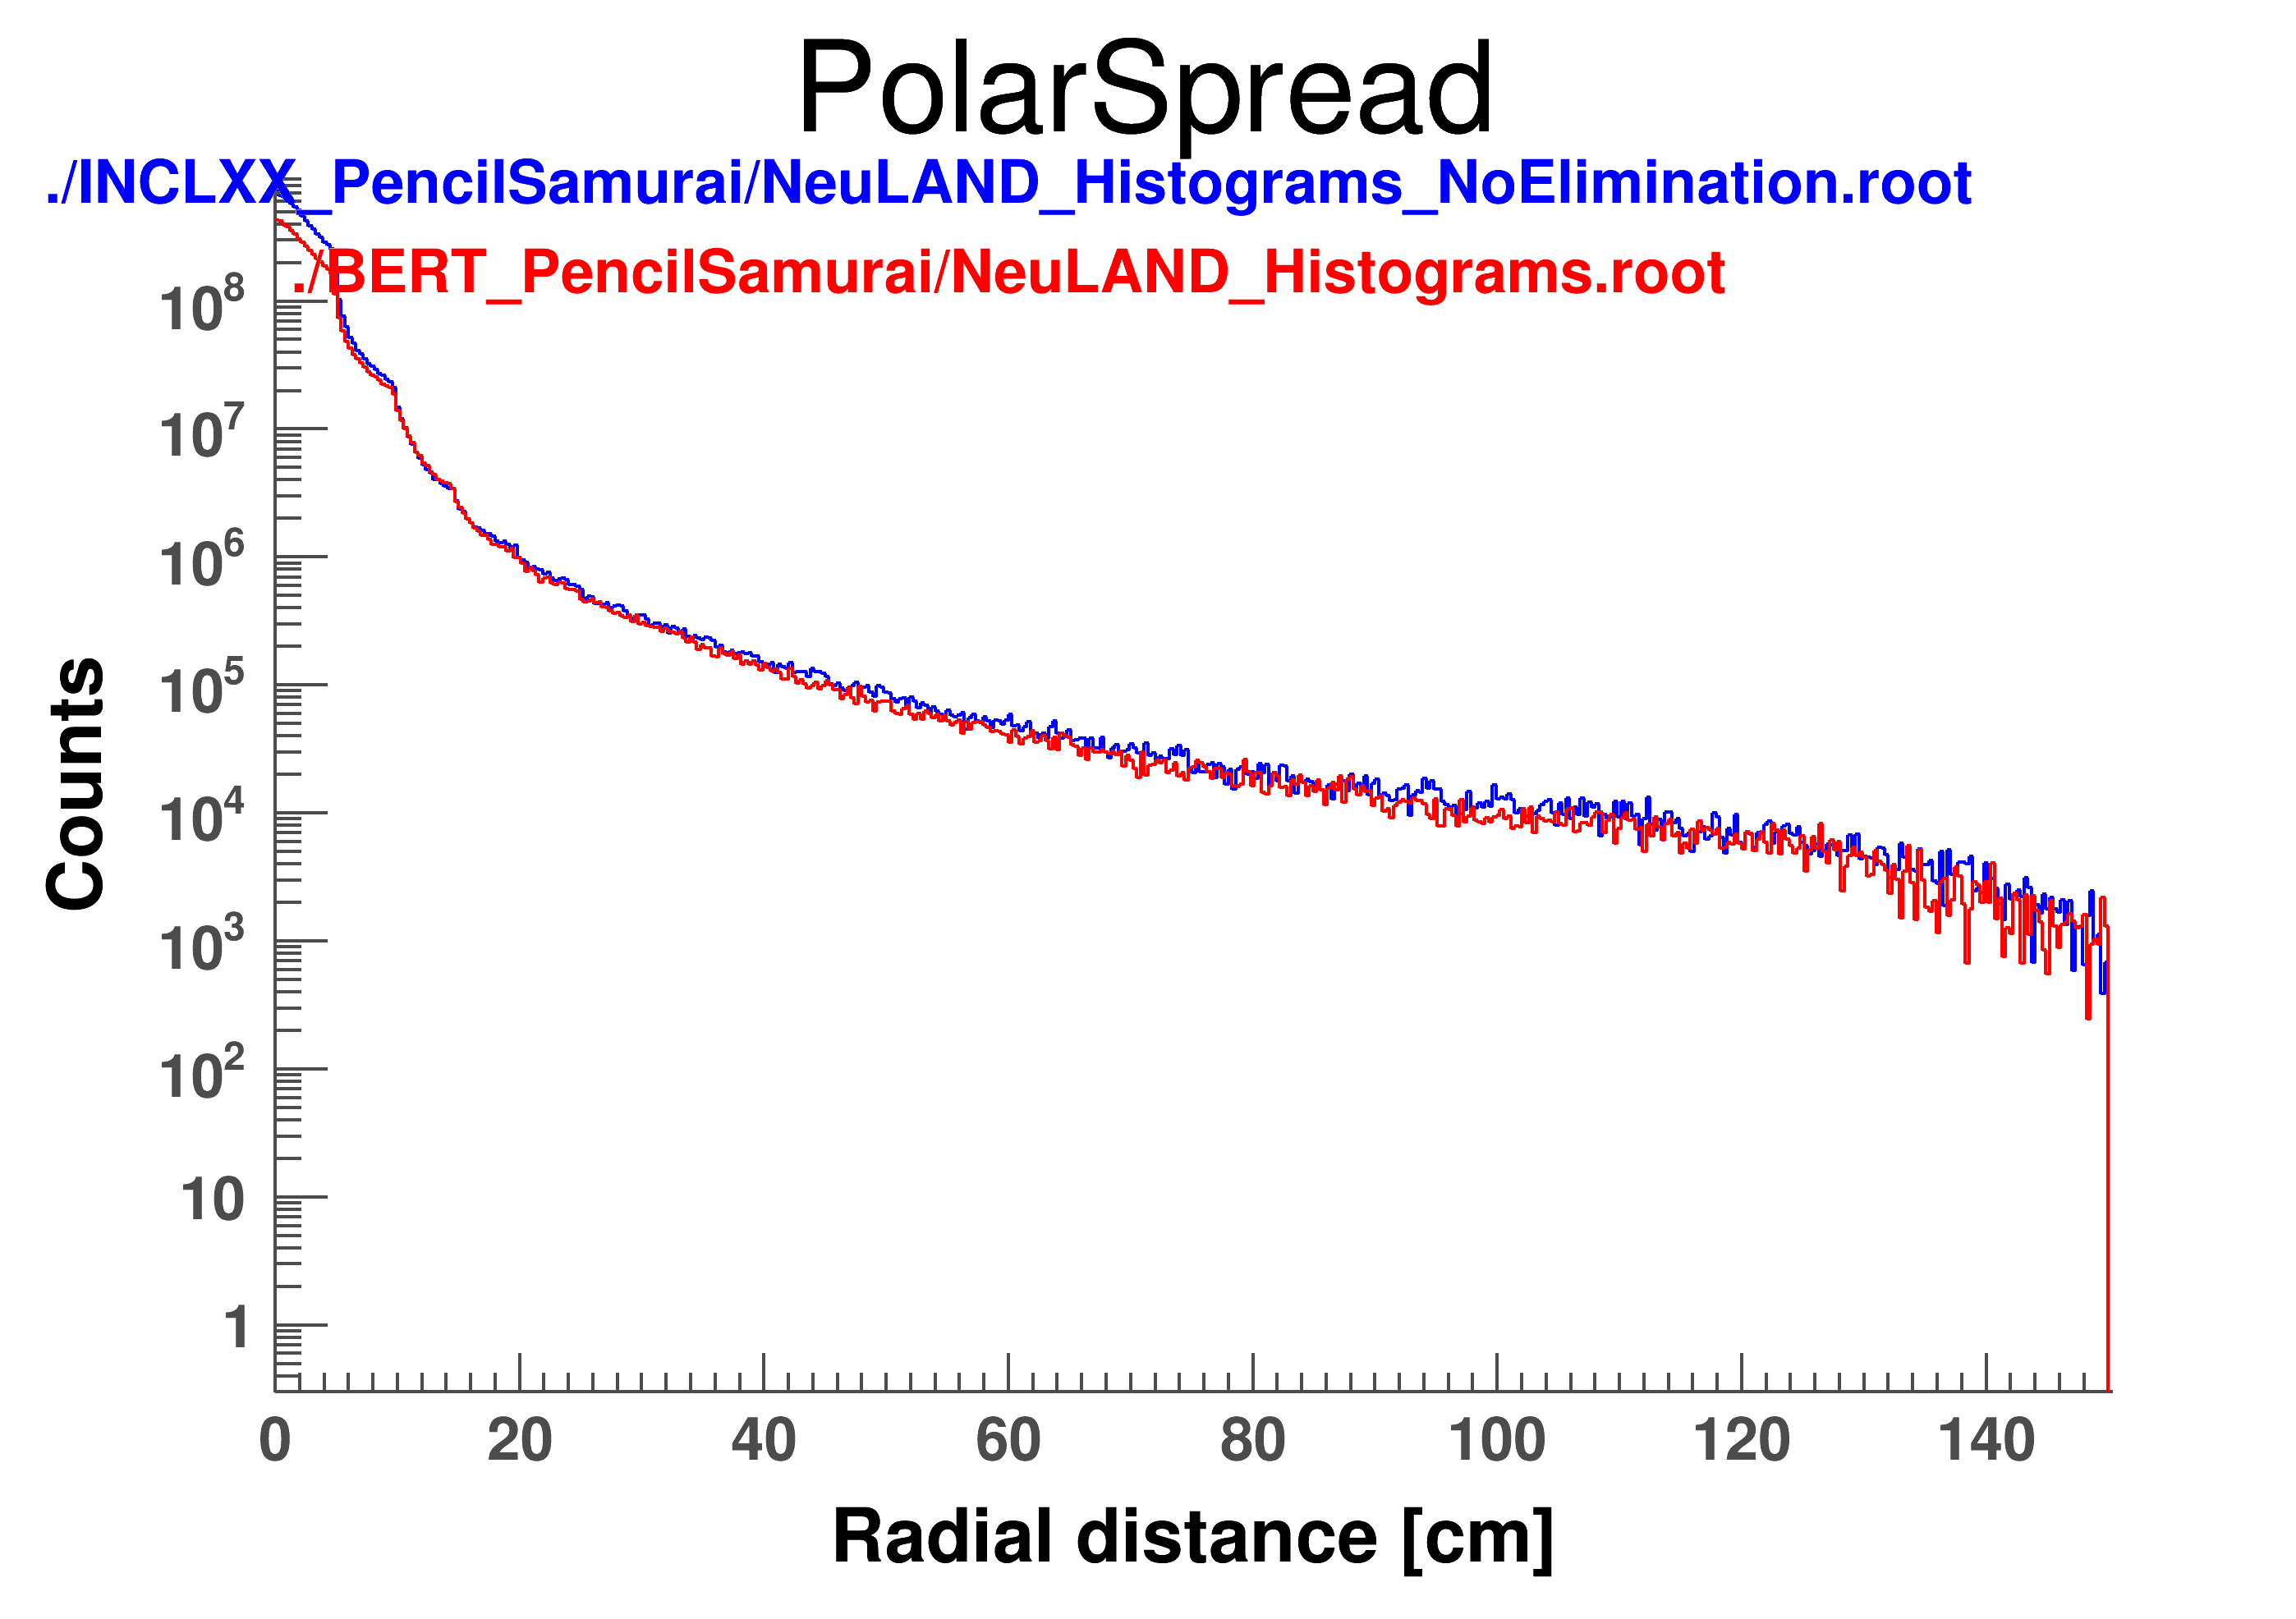 PolarSpread
./INCLXX_PencilSamurai/NeuLAND_Histograms_NoElimination.root
./BERT_PencilSamurai/NeuLAND_Histograms.root
10^8
10^7
10^6
10^5
10^4
10^3
10^2
10
1
Counts
0 20 40 60 80 100 120 140
Radial distance [cm]